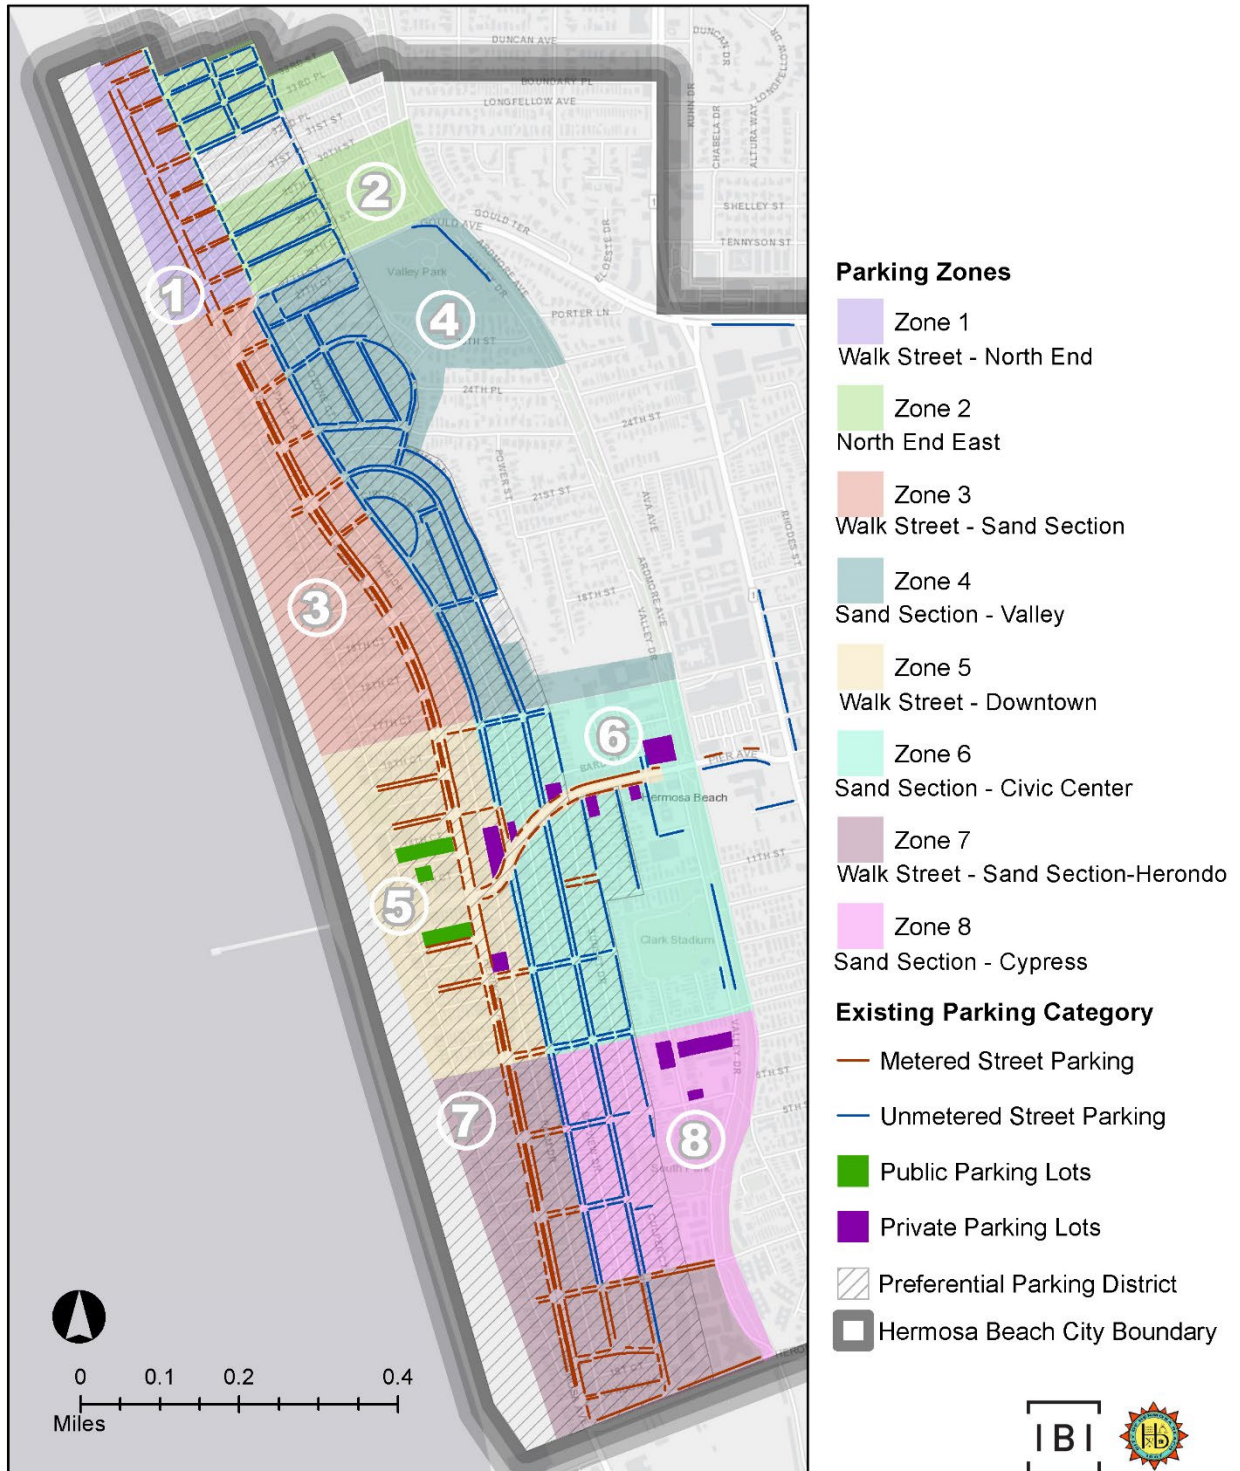 DUNCAN AVE
DUNCAN DR
BOUNDARY PL
LONGFELLOW AVE
LONGFELLOW DR
KUHN DR
CHABELA DR
ALTURA WAY
33RD PL
31ST ST
30TH ST
SHELLEY ST
TENNYSON ST
GOULD AVE
GOULD TER
ARDMORE AVE
Valley Park
PORTER LN
24TH PL
24TH ST
POWER ST
21ST ST
AVA AVE
RHODES ST
18TH ST
ARDMORE AVE
VALLEY DR
1
2
3
4
5
6
7
8
PIER AVE
Hermosa Beach
11TH ST
Clark Stadium
VALLEY DR
South Park
0 0.1 0.2 0.4
Miles
Parking Zones
Zone 1
Walk Street - North End
Zone 2
North End East
Zone 3
Walk Street - Sand Section
Zone 4
Sand Section - Valley
Zone 5
Walk Street - Downtown
Zone 6
Sand Section - Civic Center
Zone 7
Walk Street - Sand Section-Herondo
Zone 8
Sand Section - Cypress
Existing Parking Category
Metered Street Parking
Unmetered Street Parking
Public Parking Lots
Private Parking Lots
Preferential Parking District
Hermosa Beach City Boundary
IBI